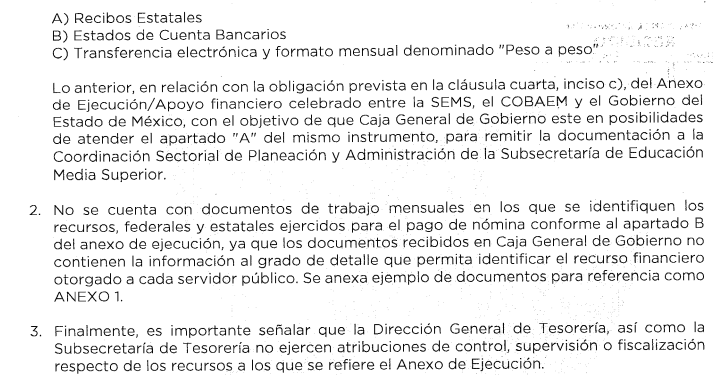 A) Recibos Estatales
B) Estados de Cuenta Bancarios
C) Transferencia electrónica y formato mensual denominado "Peso a peso"
Lo anterior, en relación con la obligación prevista en la cláusula cuarta, inciso c), del Anexo
de Ejecución/Apoyo financiero celebrado entre la SEMS, el COBAEM y el Gobierno del
Estado de México, con el objetivo de que Caja General de Gobierno este en posibilidades
de atender el apartado "A" del mismo instrumento, para remitir la documentación a la
Coordinación Sectorial de Planeación y Administración de la Subsecretaría de Educación
Media Superior.
2. No se cuenta con documentos de trabajo mensuales en los que se identifiquen los
recursos, federales y estatales ejercidos para el pago de nómina conforme al apartado B
del anexo de ejecución, ya que los documentos recibidos en Caja General de Gobierno no
contienen la información al grado de detalle que permita identificar el recurso financiero
otorgado a cada servidor público. Se anexa ejemplo de documentos para referencia como
ANEXO 1.
3. Finalmente, es importante señalar que la Dirección General de Tesorería, así como la
Subsecretaría de Tesorería no ejercen atribuciones de control, supervisión o fiscalización
respecto de los recursos a los que se refiere el Anexo de Ejecución.